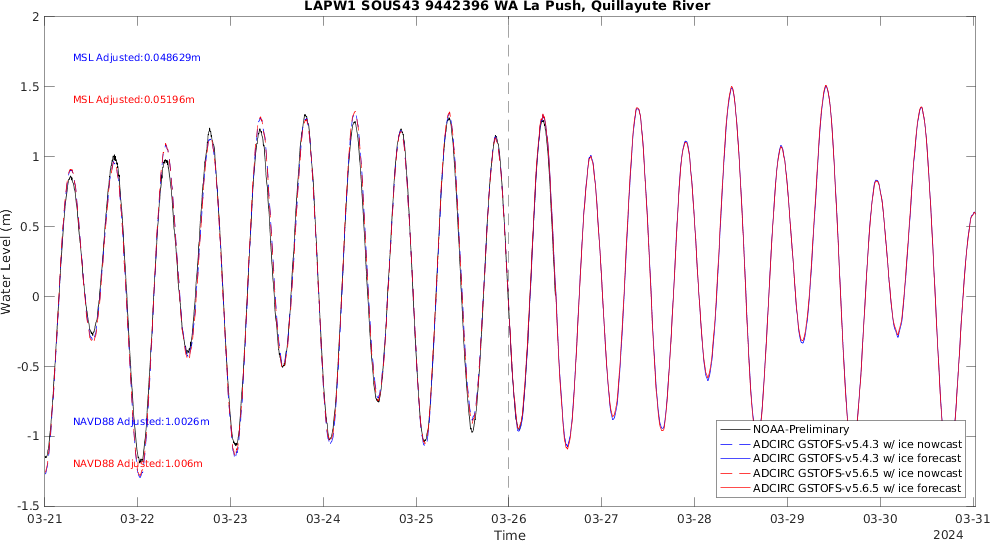 LAPW1 SOUS43 9442396 WA La Push, Quillayute River
2
1.5
1
0.5
0
-0.5
-1
-1.5
Water Level (m)
MSL Adjusted:0.048629m
MSL Adjusted:0.05196m
NAVD88 Adjusted:1.0026m
NAVD88 Adjusted:1.006m
NOAA-Preliminary
ADCIRC GSTOFS-v5.4.3 w/ ice nowcast
ADCIRC GSTOFS-v5.4.3 w/ ice forecast
ADCIRC GSTOFS-v5.6.5 w/ ice nowcast
ADCIRC GSTOFS-v5.6.5 w/ ice forecast
03-21 03-22 03-23 03-24 03-25 03-26 03-27 03-28 03-29 03-30 03-31
Time
2024